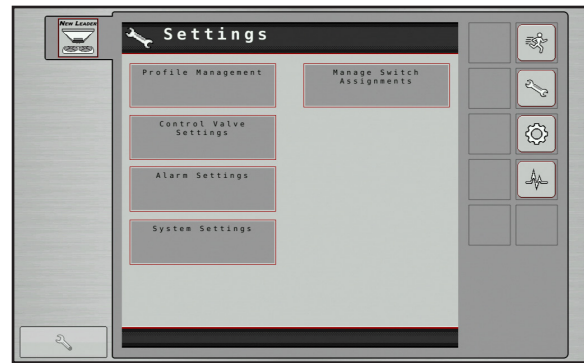 New Leader
Settings
Profile Management
Manage Switch
Assignments
Control Valve
Settings
Alarm Settings
System Settings